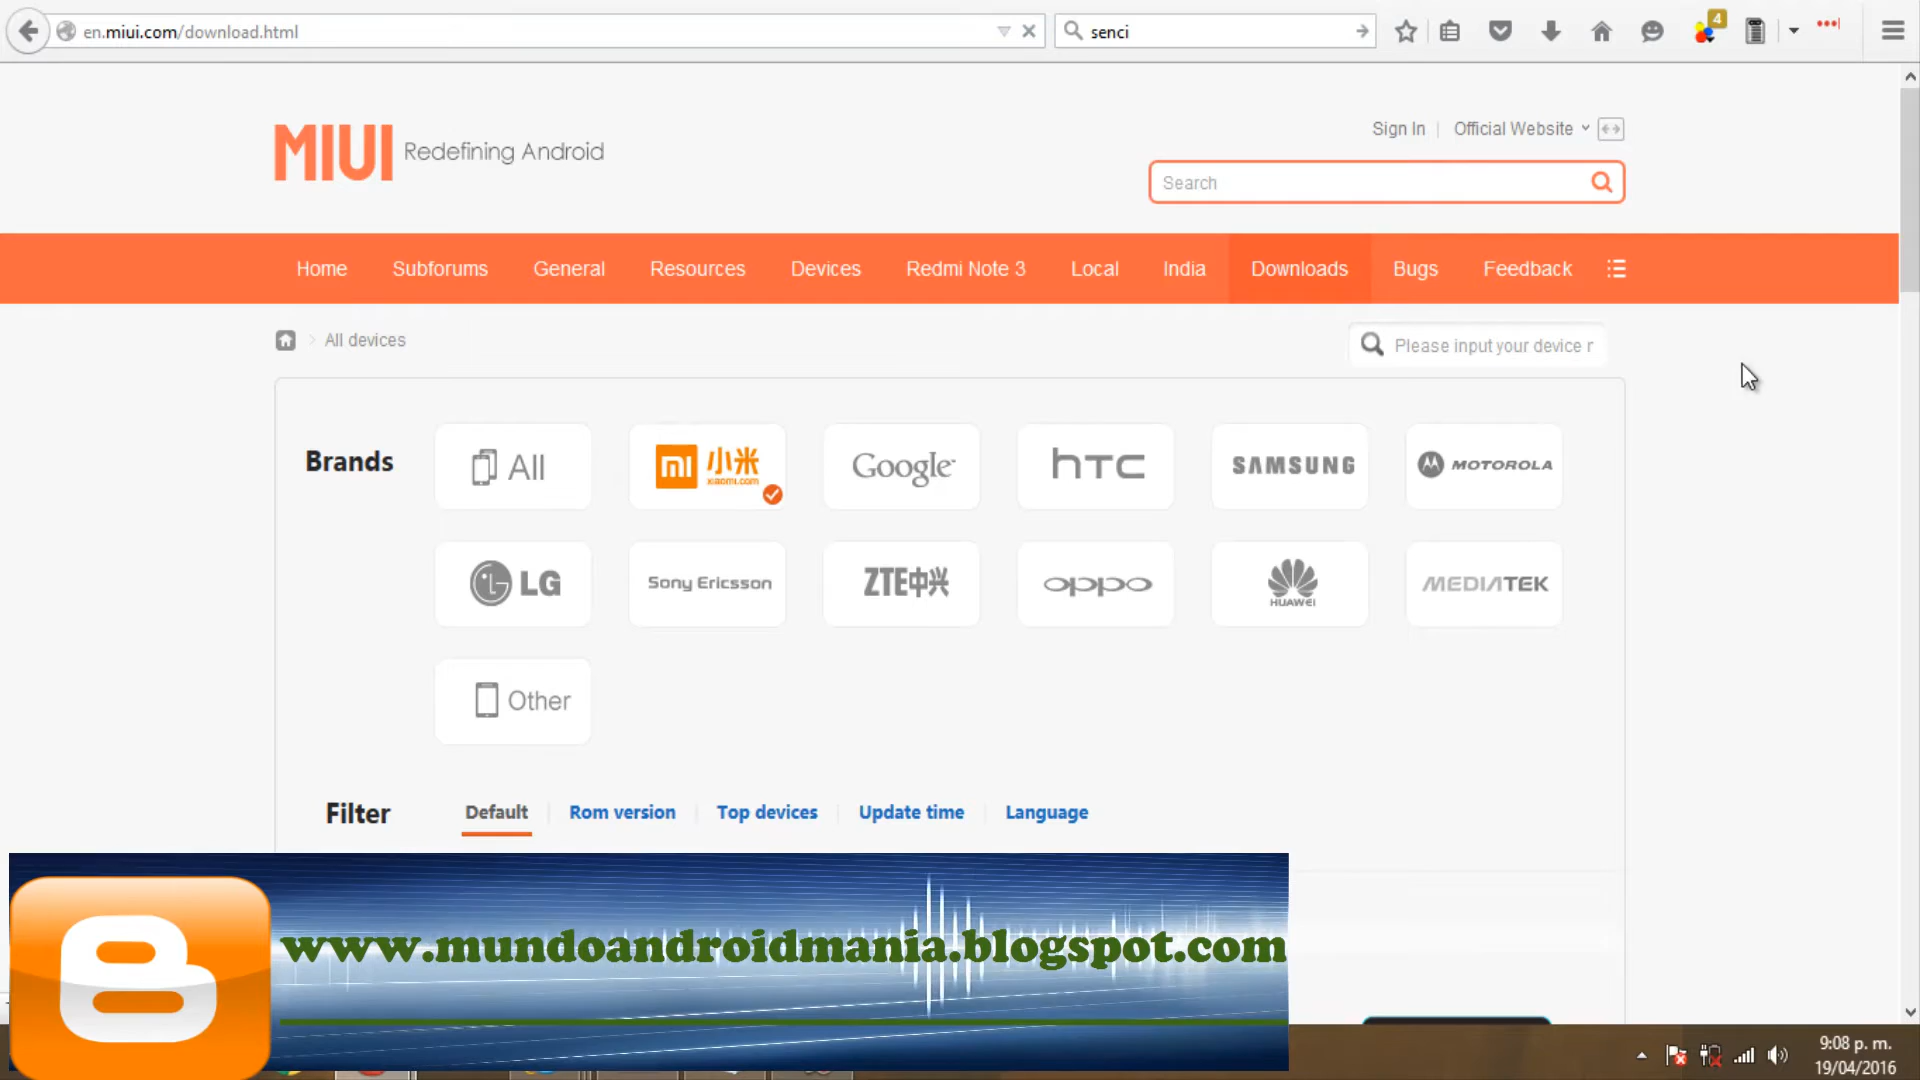 en.miui.com/download.html
senci
4
MIUI Redefining Android
Sign In
Official Website
Search
Home
Subforums
General
Resources
Devices
Redmi Note 3
Local
India
Downloads
Bugs
Feedback
All devices
Please input your device r
Brands
All
mi 小米
xiaomi.com
Google
hTC
SAMSUNG
MOTOROLA
LG
Sony Ericsson
ZTE中兴
oppo
HUAWEI
MEDIATEK
Other
Filter
Default
Rom version
Top devices
Update time
Language
www.mundoandroidmania.blogspot.com
9:08 p. m.
19/04/2016